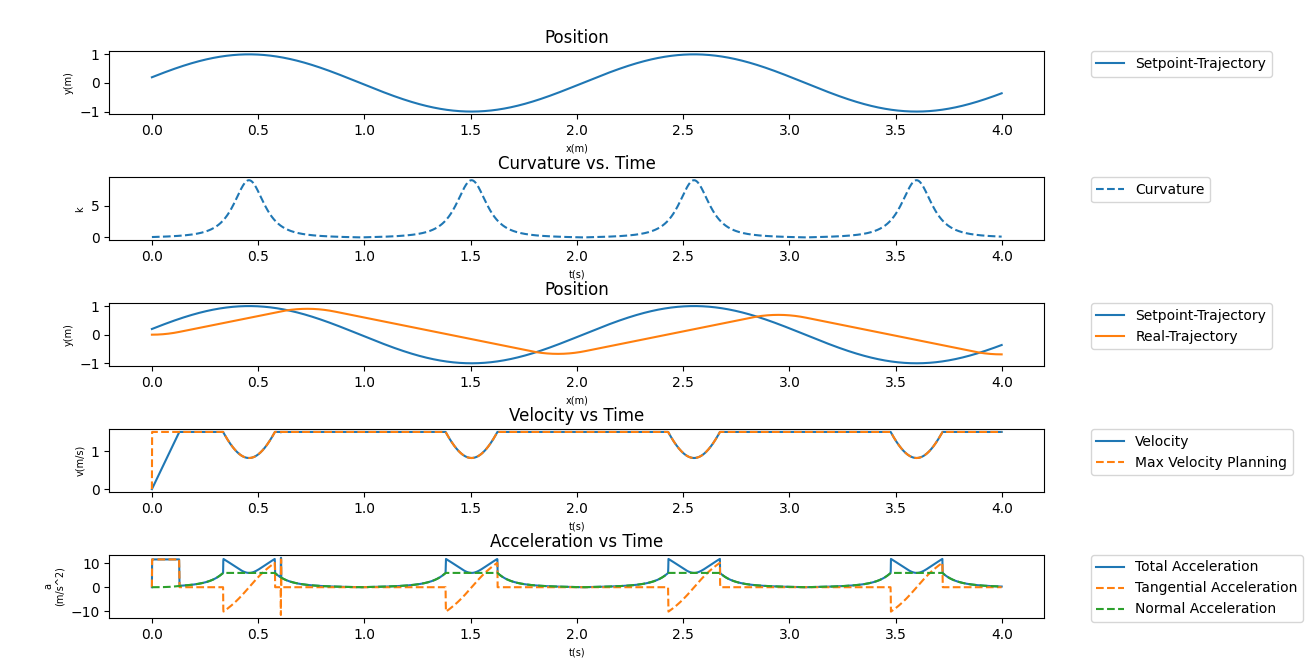 Position
1
0
−1
y(m)
0.0 0.5 1.0 1.5 2.0 2.5 3.0 3.5 4.0
x(m)
Setpoint-Trajectory
Curvature vs. Time
5
0
k
0.0 0.5 1.0 1.5 2.0 2.5 3.0 3.5 4.0
t(s)
Curvature
Position
1
0
−1
y(m)
0.0 0.5 1.0 1.5 2.0 2.5 3.0 3.5 4.0
x(m)
Setpoint-Trajectory
Real-Trajectory
Velocity vs Time
1
0
v(m/s)
0.0 0.5 1.0 1.5 2.0 2.5 3.0 3.5 4.0
t(s)
Velocity
Max Velocity Planning
Acceleration vs Time
10
0
−10
a
(m/s^2)
0.0 0.5 1.0 1.5 2.0 2.5 3.0 3.5 4.0
t(s)
Total Acceleration
Tangential Acceleration
Normal Acceleration